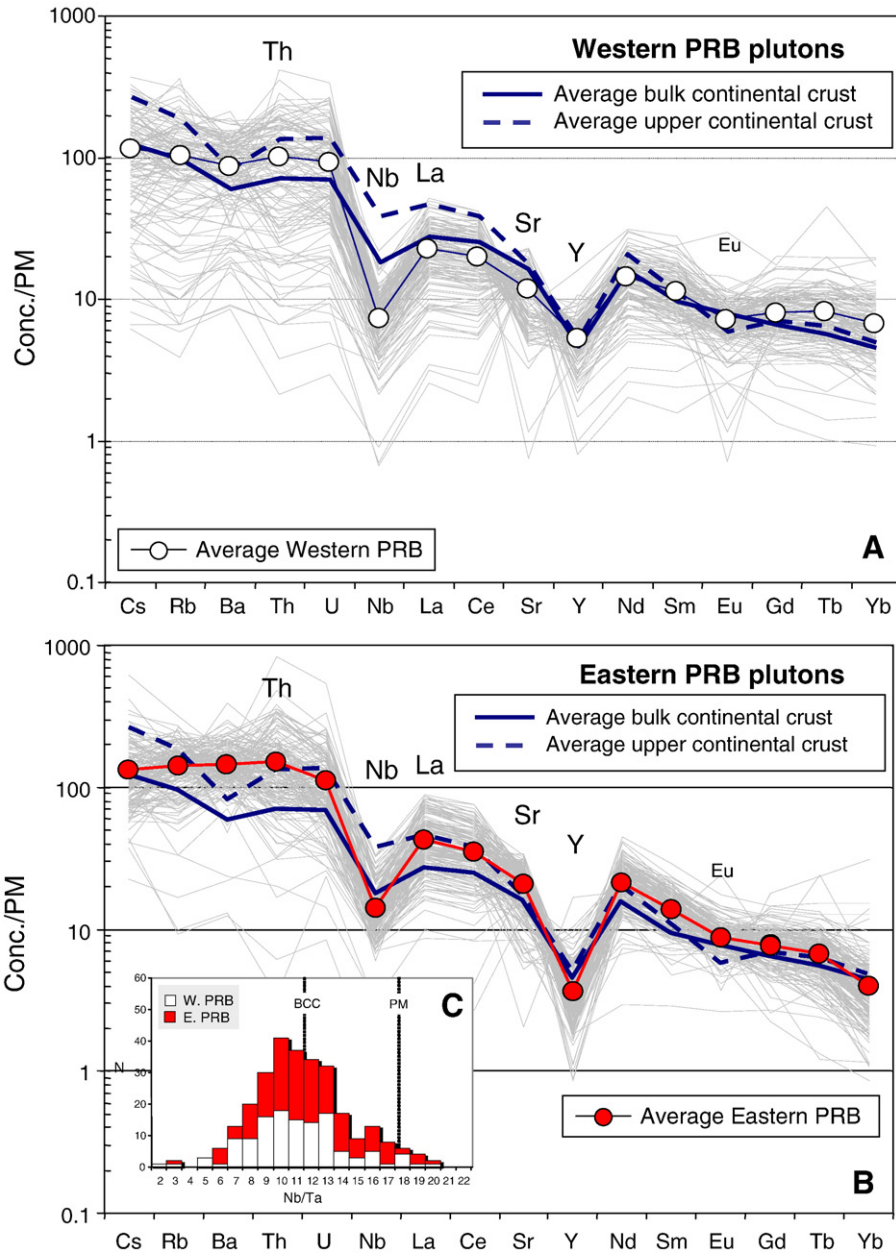 1000
Th
Western PRB plutons
Average bulk continental crust
Average upper continental crust
100
Nb
La
Sr
Y
Eu
10
Conc./PM
1
Average Western PRB
A
0.1
Cs Rb Ba Th U Nb La Ce Sr Y Nd Sm Eu Gd Tb Yb
1000
Th
Eastern PRB plutons
Average bulk continental crust
Average upper continental crust
Nb
La
100
Sr
Y
Eu
10
Conc./PM
60
50
40
30
20
10
0
N
W. PRB
E. PRB
BCC
PM
C
2 3 4 5 6 7 8 9 10 11 12 13 14 15 16 17 18 19 20 21 22
Nb/Ta
1
Average Eastern PRB
B
0.1
Cs Rb Ba Th U Nb La Ce Sr Y Nd Sm Eu Gd Tb Yb